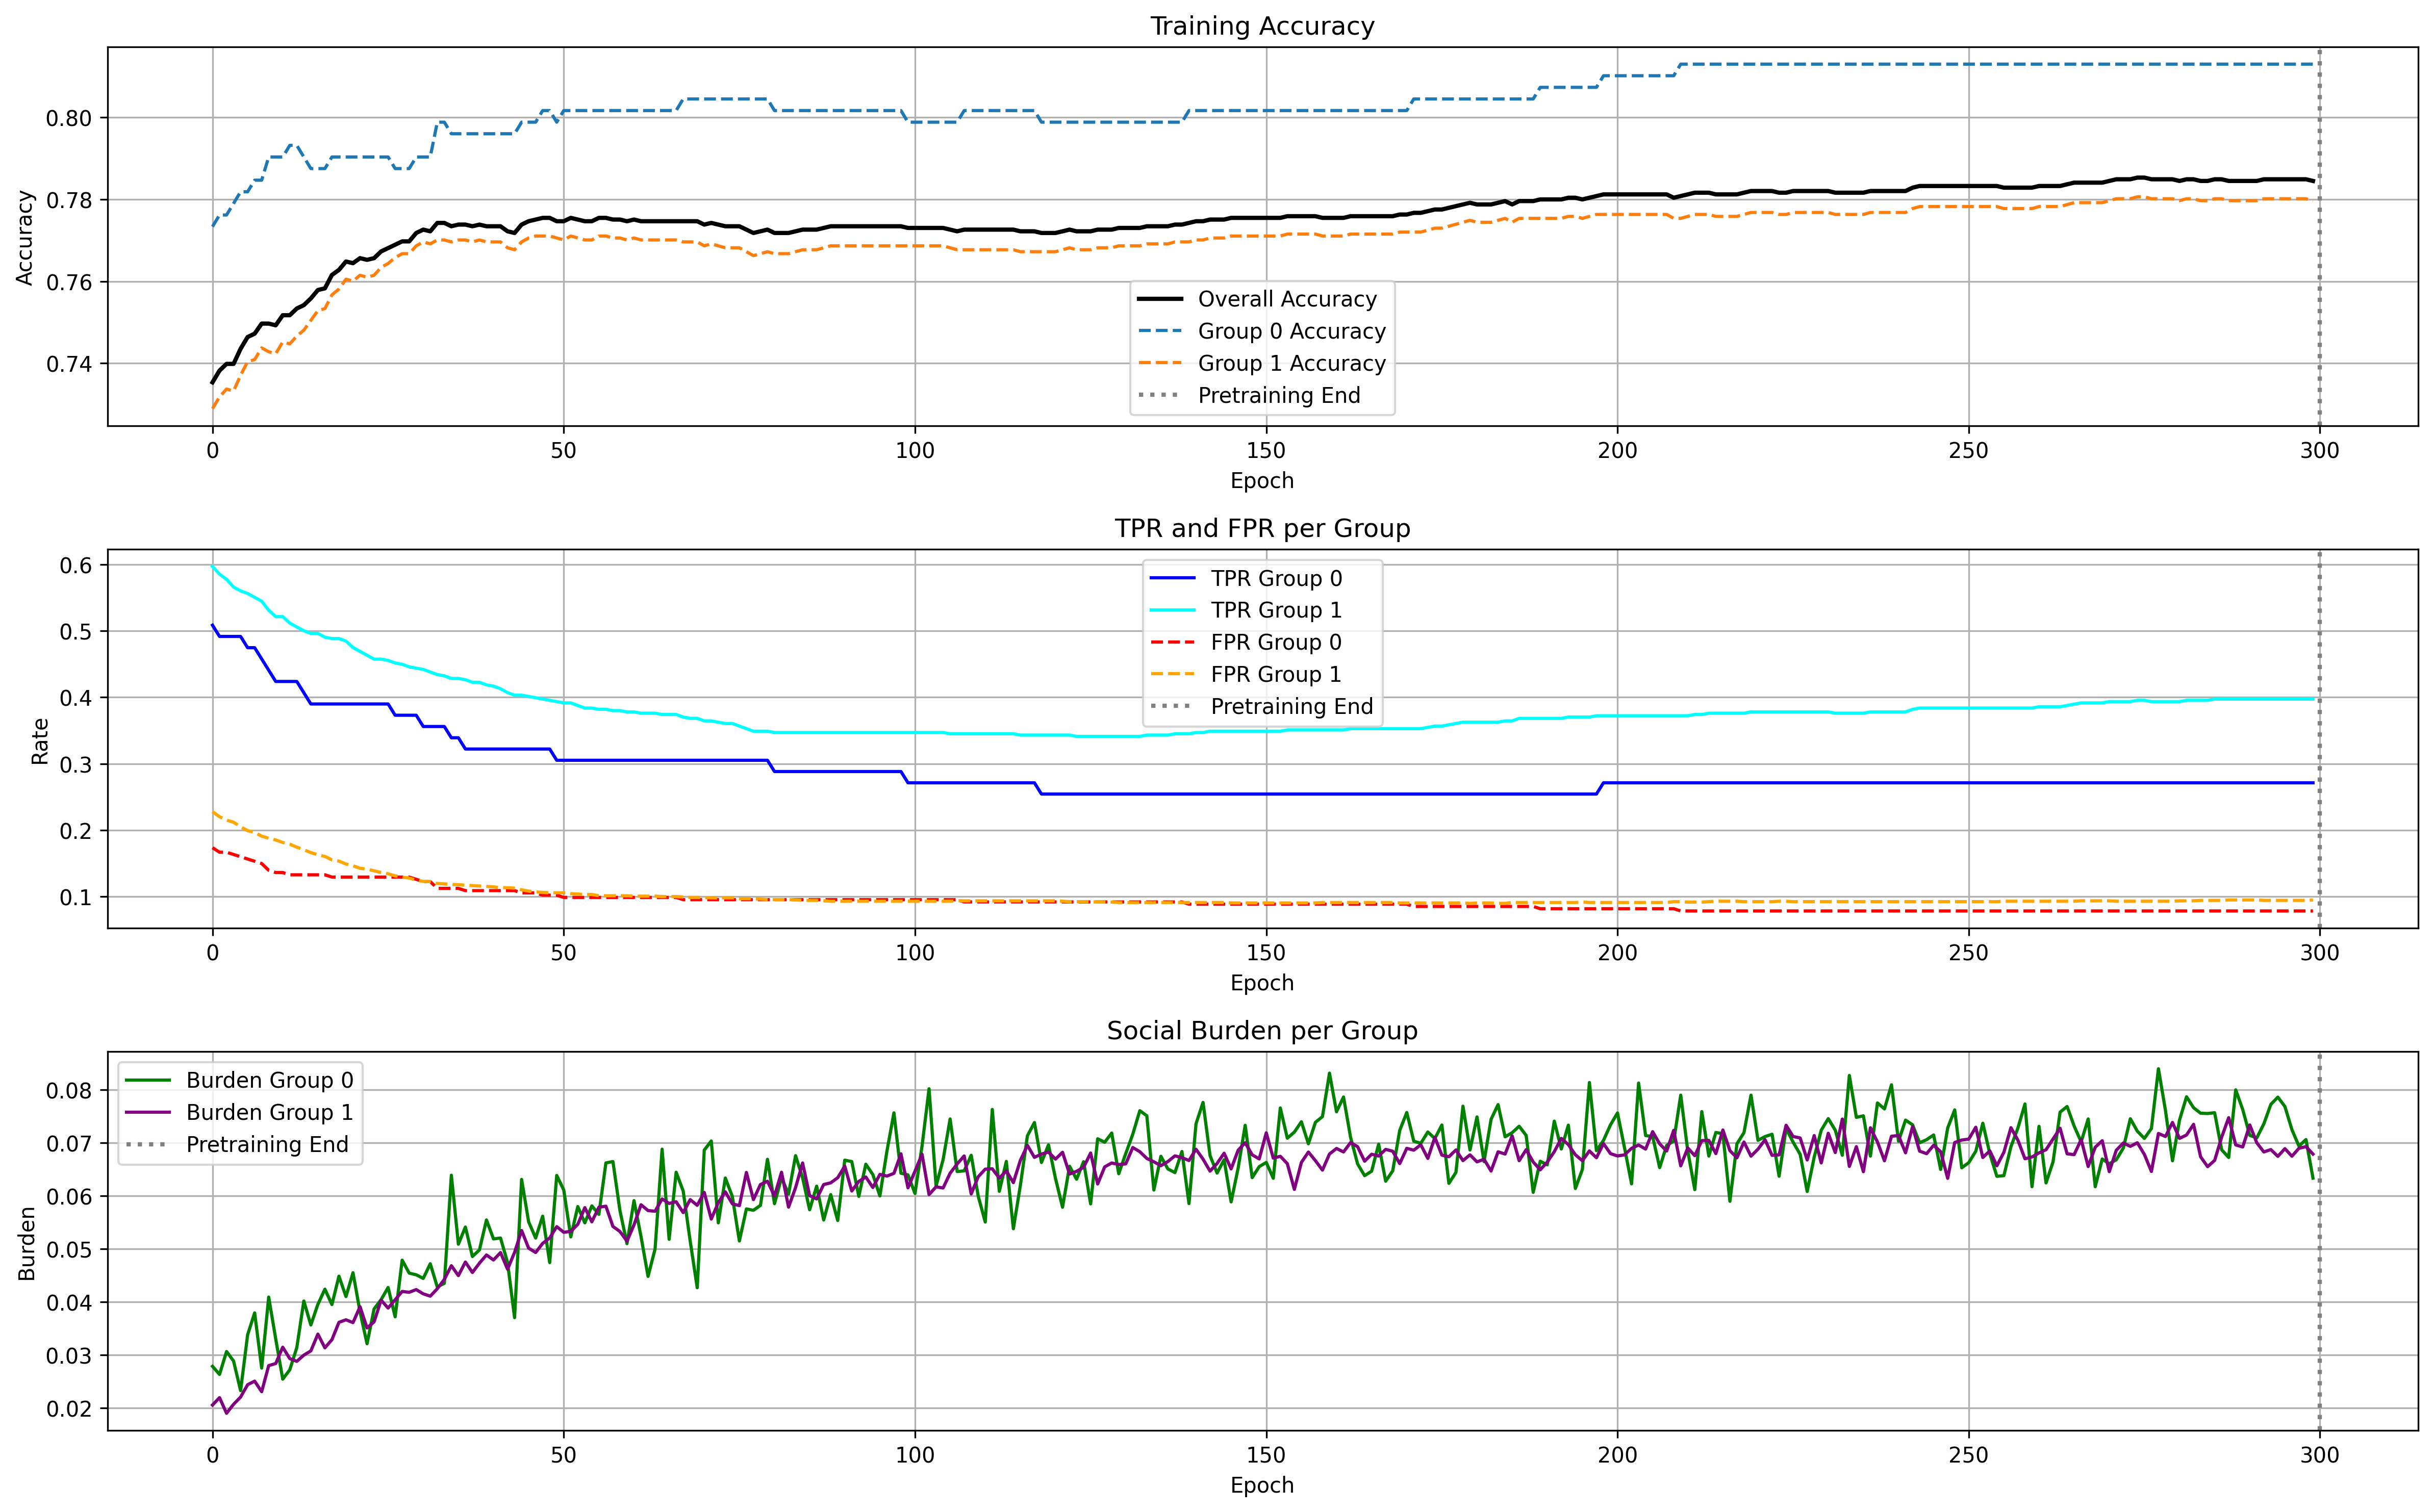 Training Accuracy
Accuracy
0.80
0.78
0.76
0.74
Overall Accuracy
Group 0 Accuracy
Group 1 Accuracy
Pretraining End
0 50 100 150 200 250 300
Epoch
TPR and FPR per Group
Rate
0.6
0.5
0.4
0.3
0.2
0.1
TPR Group 0
TPR Group 1
FPR Group 0
FPR Group 1
Pretraining End
0 50 100 150 200 250 300
Epoch
Social Burden per Group
Burden
0.08
0.07
0.06
0.05
0.04
0.03
0.02
Burden Group 0
Burden Group 1
Pretraining End
0 50 100 150 200 250 300
Epoch